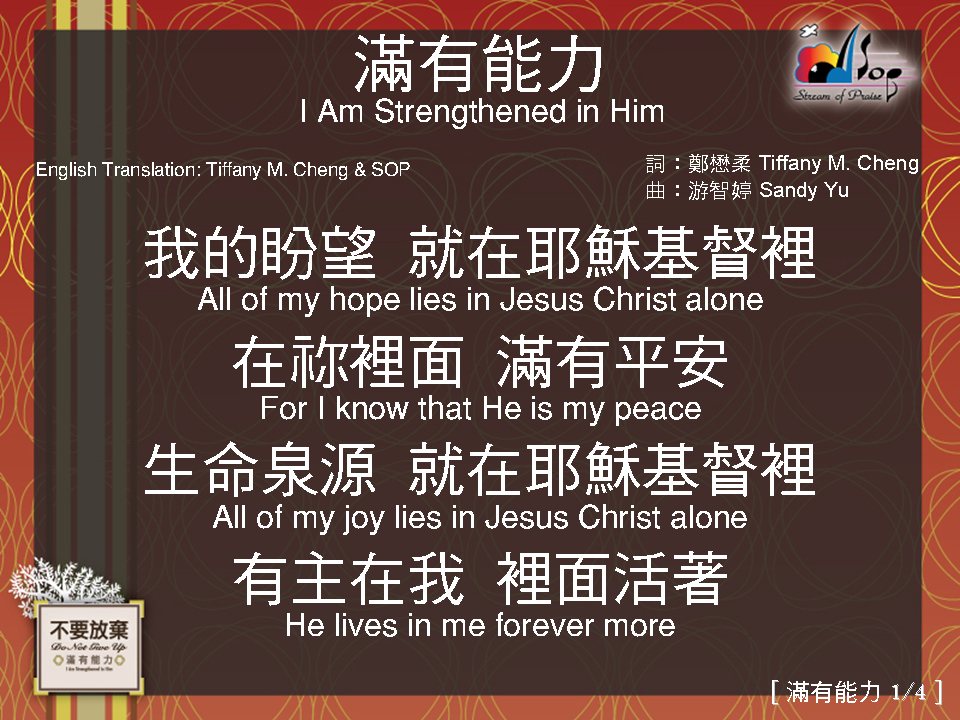 滿有能力
I Am Strengthened in Him
Sop
Stream of Praise
English Translation: Tiffany M. Cheng & SOP
詞：鄭懋柔 Tiffany M. Cheng
曲：游智婷 Sandy Yu
我的盼望 就在耶穌基督裡
All of my hope lies in Jesus Christ alone
在祢裡面 滿有平安
For I know that He is my peace
生命泉源 就在耶穌基督裡
All of my joy lies in Jesus Christ alone
有主在我 裡面活著
He lives in me forever more
不要放棄
Do Not Give Up
滿有能力
I Am Strengthened in Him
[ 滿有能力 1/4 ]